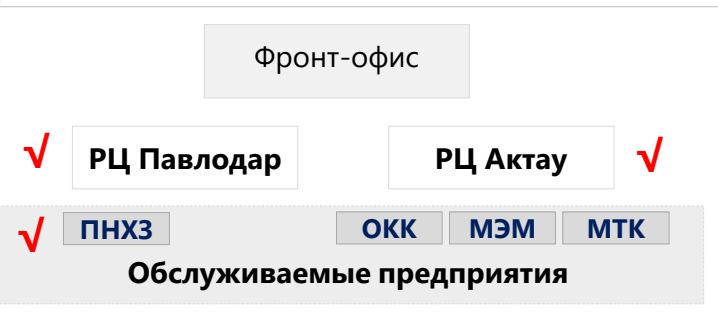 Фронт-офис
√ РЦ Павлодар РЦ Актау √
√ ПНХЗ ОКК МЭМ МТК
Обслуживаемые предприятия